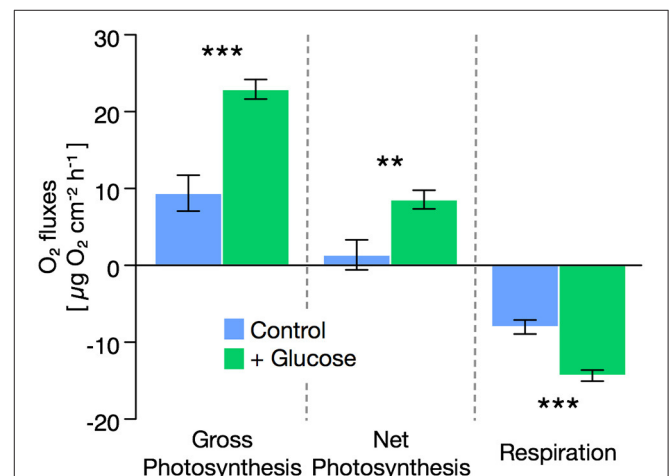 30
20
10
0
-10
-20
O₂ fluxes
[ µg O₂ cm⁻² h⁻¹ ]
***
**
***
Control
+ Glucose
Gross
Photosynthesis
Net
Photosynthesis
Respiration